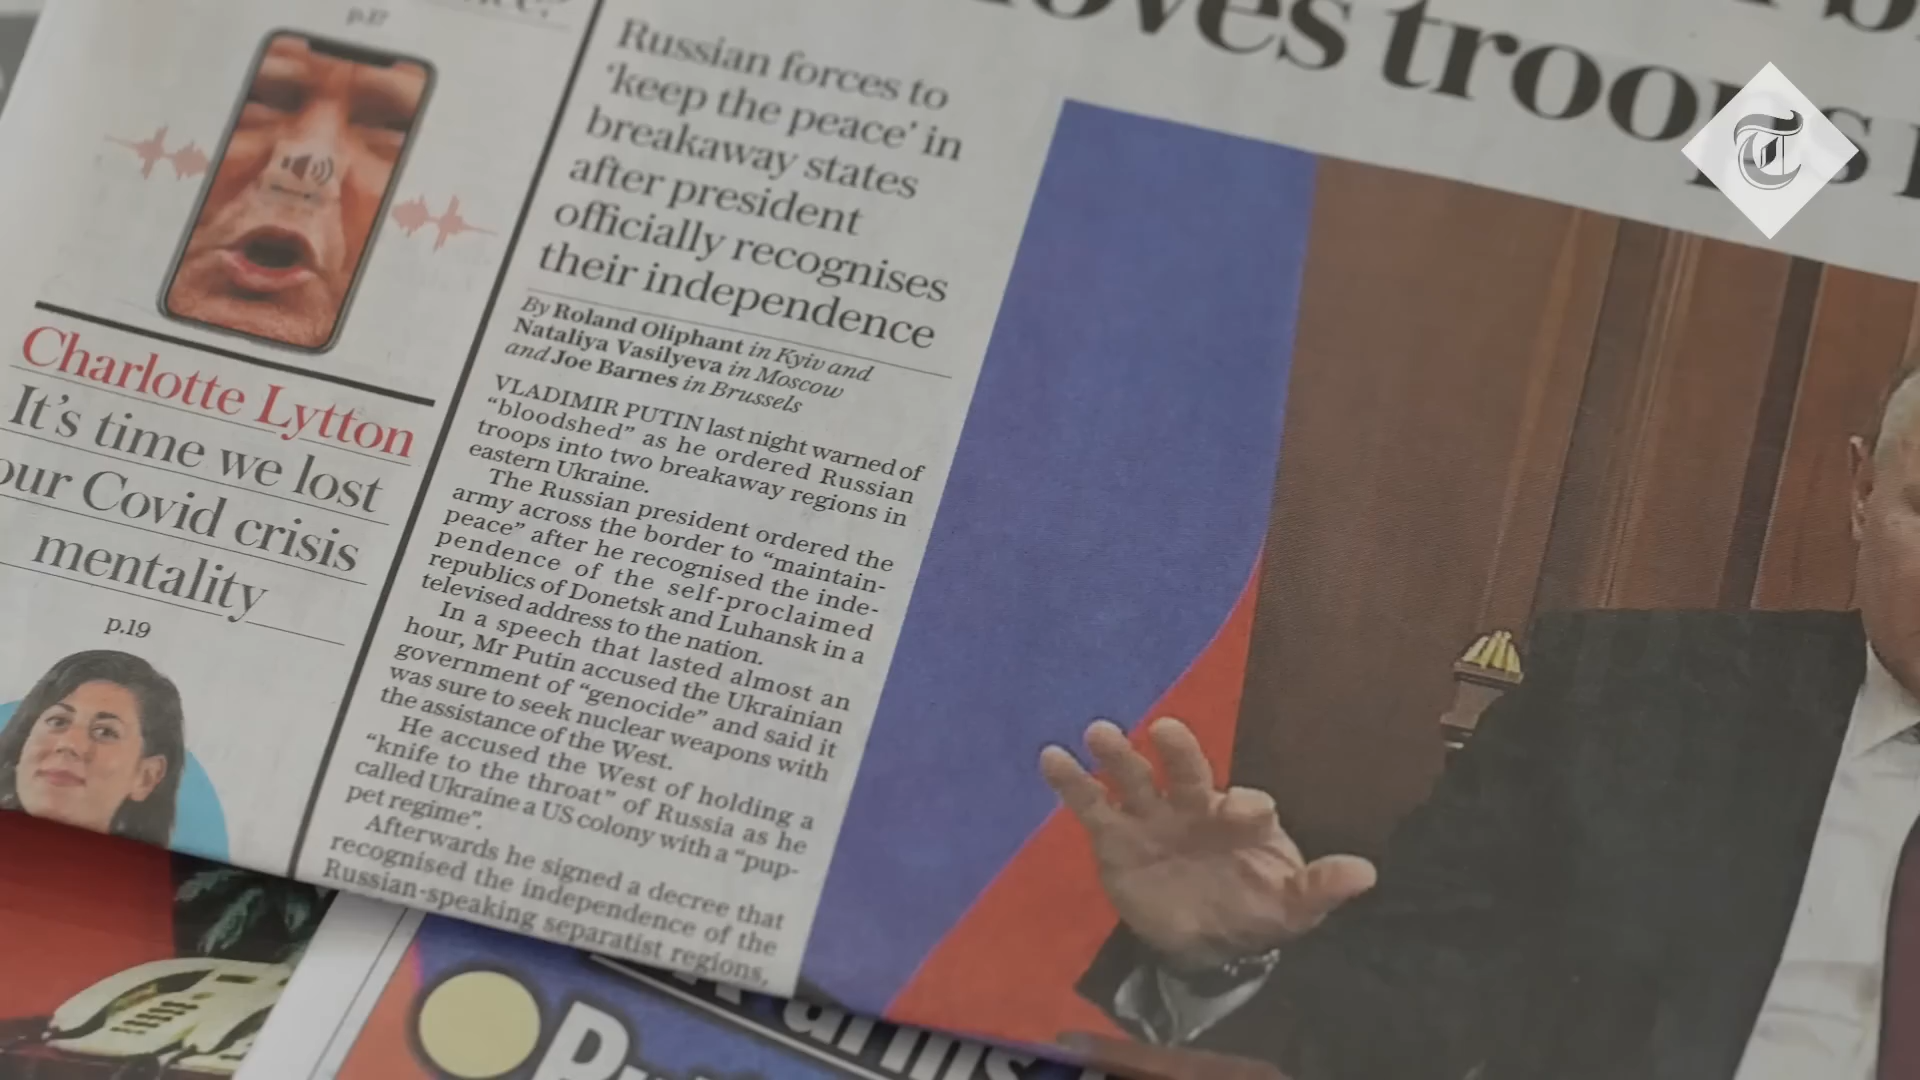 p.17
Charlotte Lytton
It's time we lost
our Covid crisis
mentality
p.19
troops
Russian forces to
'keep the peace' in
breakaway states
after president
officially recognises
their independence
By Roland Oliphant in Kyiv and
Nataliya Vasilyeva in Moscow
and Joe Barnes in Brussels
VLADIMIR PUTIN last night warned of
“bloodshed” as he ordered Russian
troops into two breakaway regions in
eastern Ukraine.
The Russian president ordered the
army across the border to “maintain-
peace” after he recognised the inde-
pendence of the self-proclaimed
republics of Donetsk and Luhansk in a
televised address to the nation.
In a speech that lasted almost an
hour, Mr Putin accused the Ukrainian
government of “genocide” and said it
was sure to seek nuclear weapons with
the assistance of the West.
He accused the West of holding a
“knife to the throat” of Russia as he
called Ukraine a US colony with a “pup-
pet regime”.
Afterwards he signed a decree that
recognised the independence of the
Russian-speaking separatist regions,